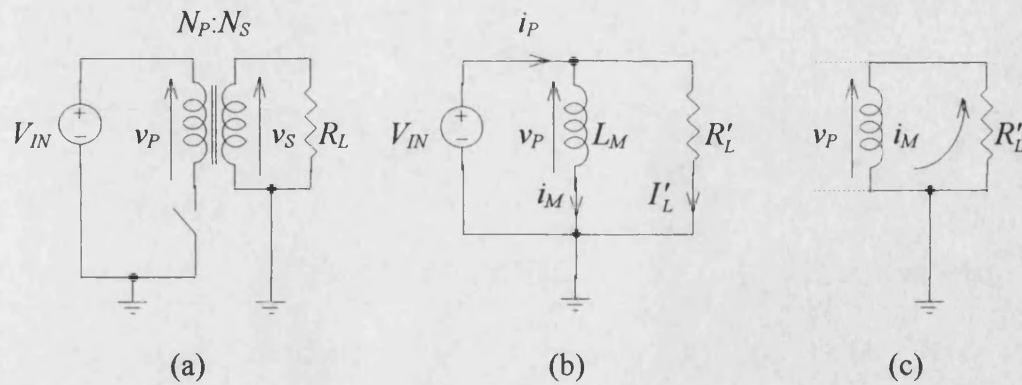 N_P:N_S
V_IN
+
−
v_P
v_S
R_L
(a)
i_P
V_IN
+
−
v_P
L_M
R'_L
i_M
I'_L
(b)
v_P
i_M
R'_L
(c)